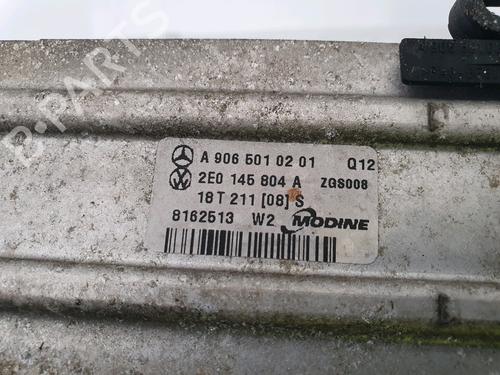 B-PARTS
A 906 501 02 01 Q12
2E0 145 804 A ZGS008
18 T 211 [08] S
8162513 W2 MODINE